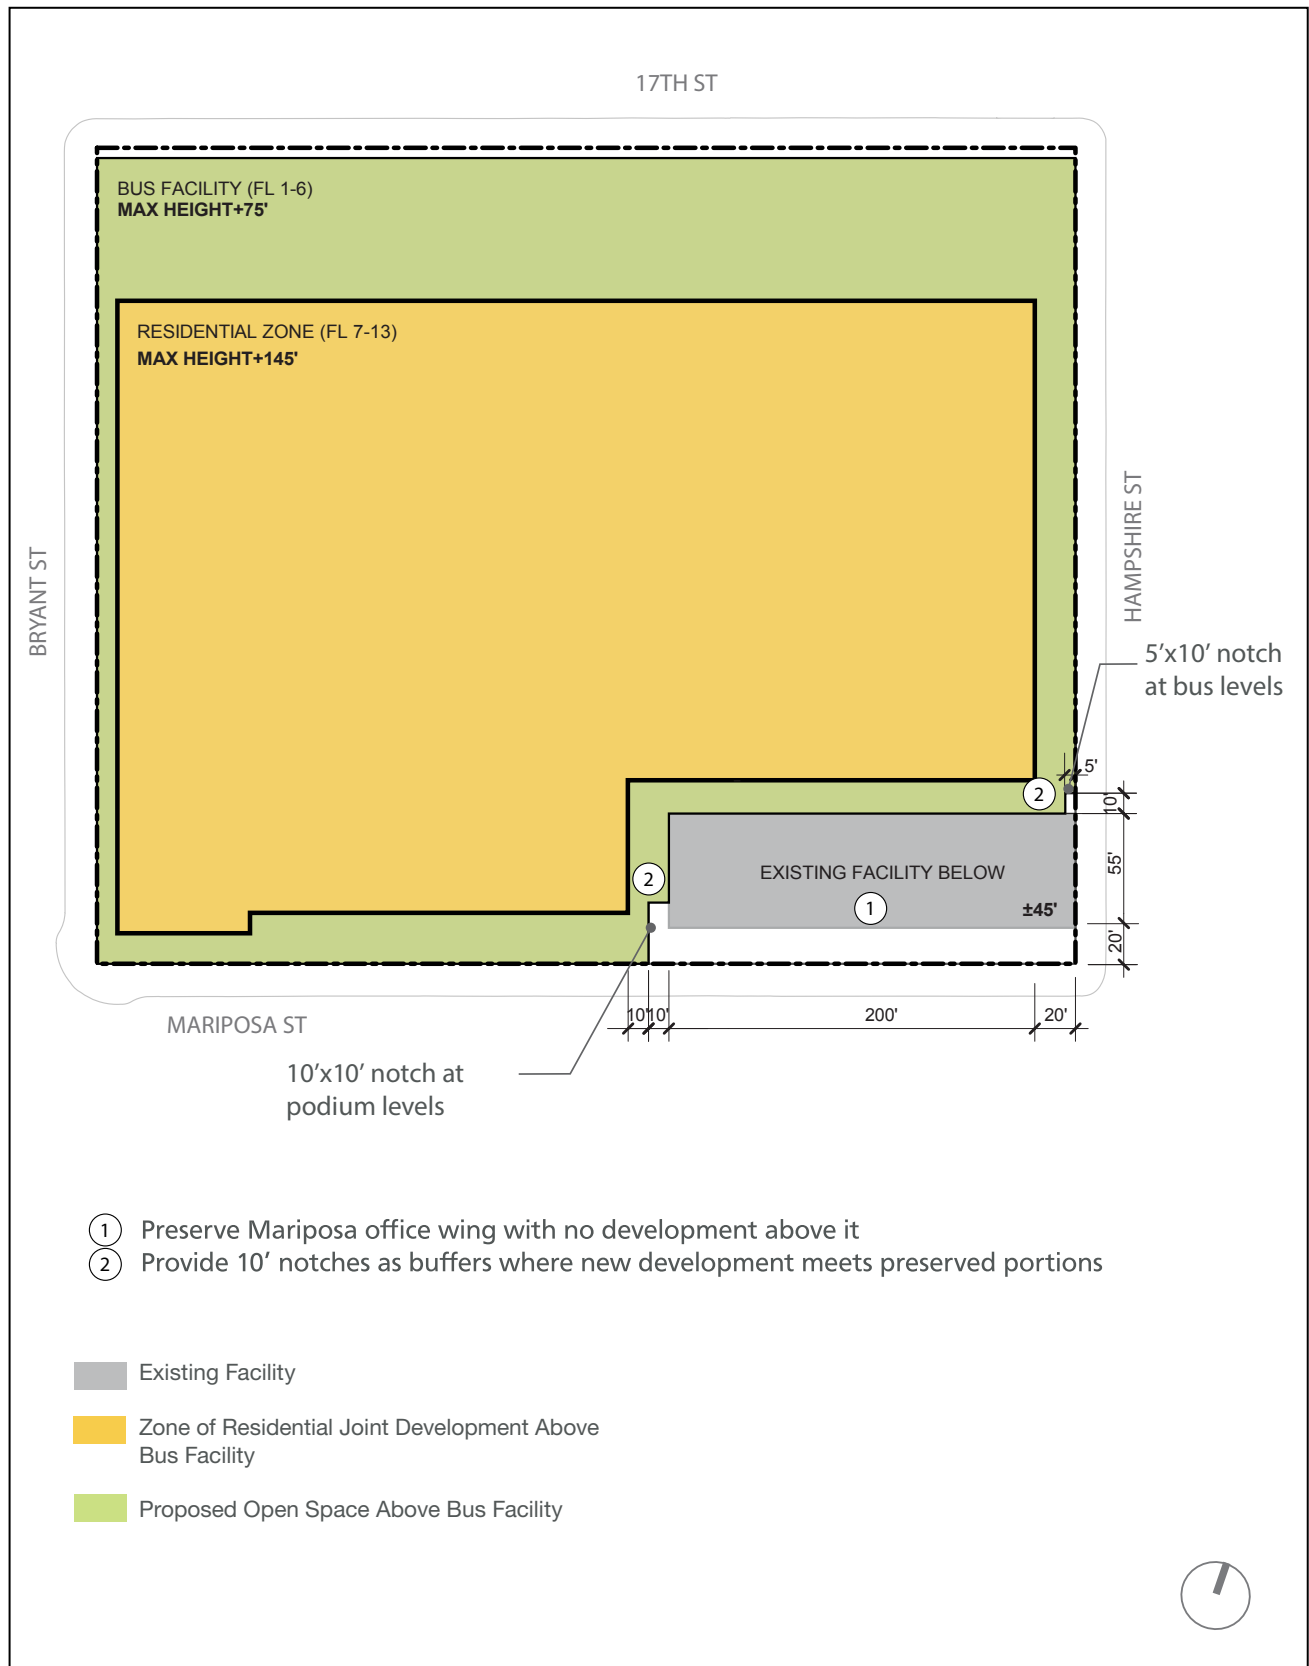 17TH ST
BUS FACILITY (FL 1-6)
MAX HEIGHT+75'
RESIDENTIAL ZONE (FL 7-13)
MAX HEIGHT+145'
BRYANT ST
HAMPSHIRE ST
5’x10’ notch
at bus levels
5'
2
10'
55'
2
EXISTING FACILITY BELOW
1
±45'
20'
10'
10'
200'
20'
MARIPOSA ST
10’x10’ notch at
podium levels
1 Preserve Mariposa office wing with no development above it
2 Provide 10’ notches as buffers where new development meets preserved portions
Existing Facility
Zone of Residential Joint Development Above
Bus Facility
Proposed Open Space Above Bus Facility